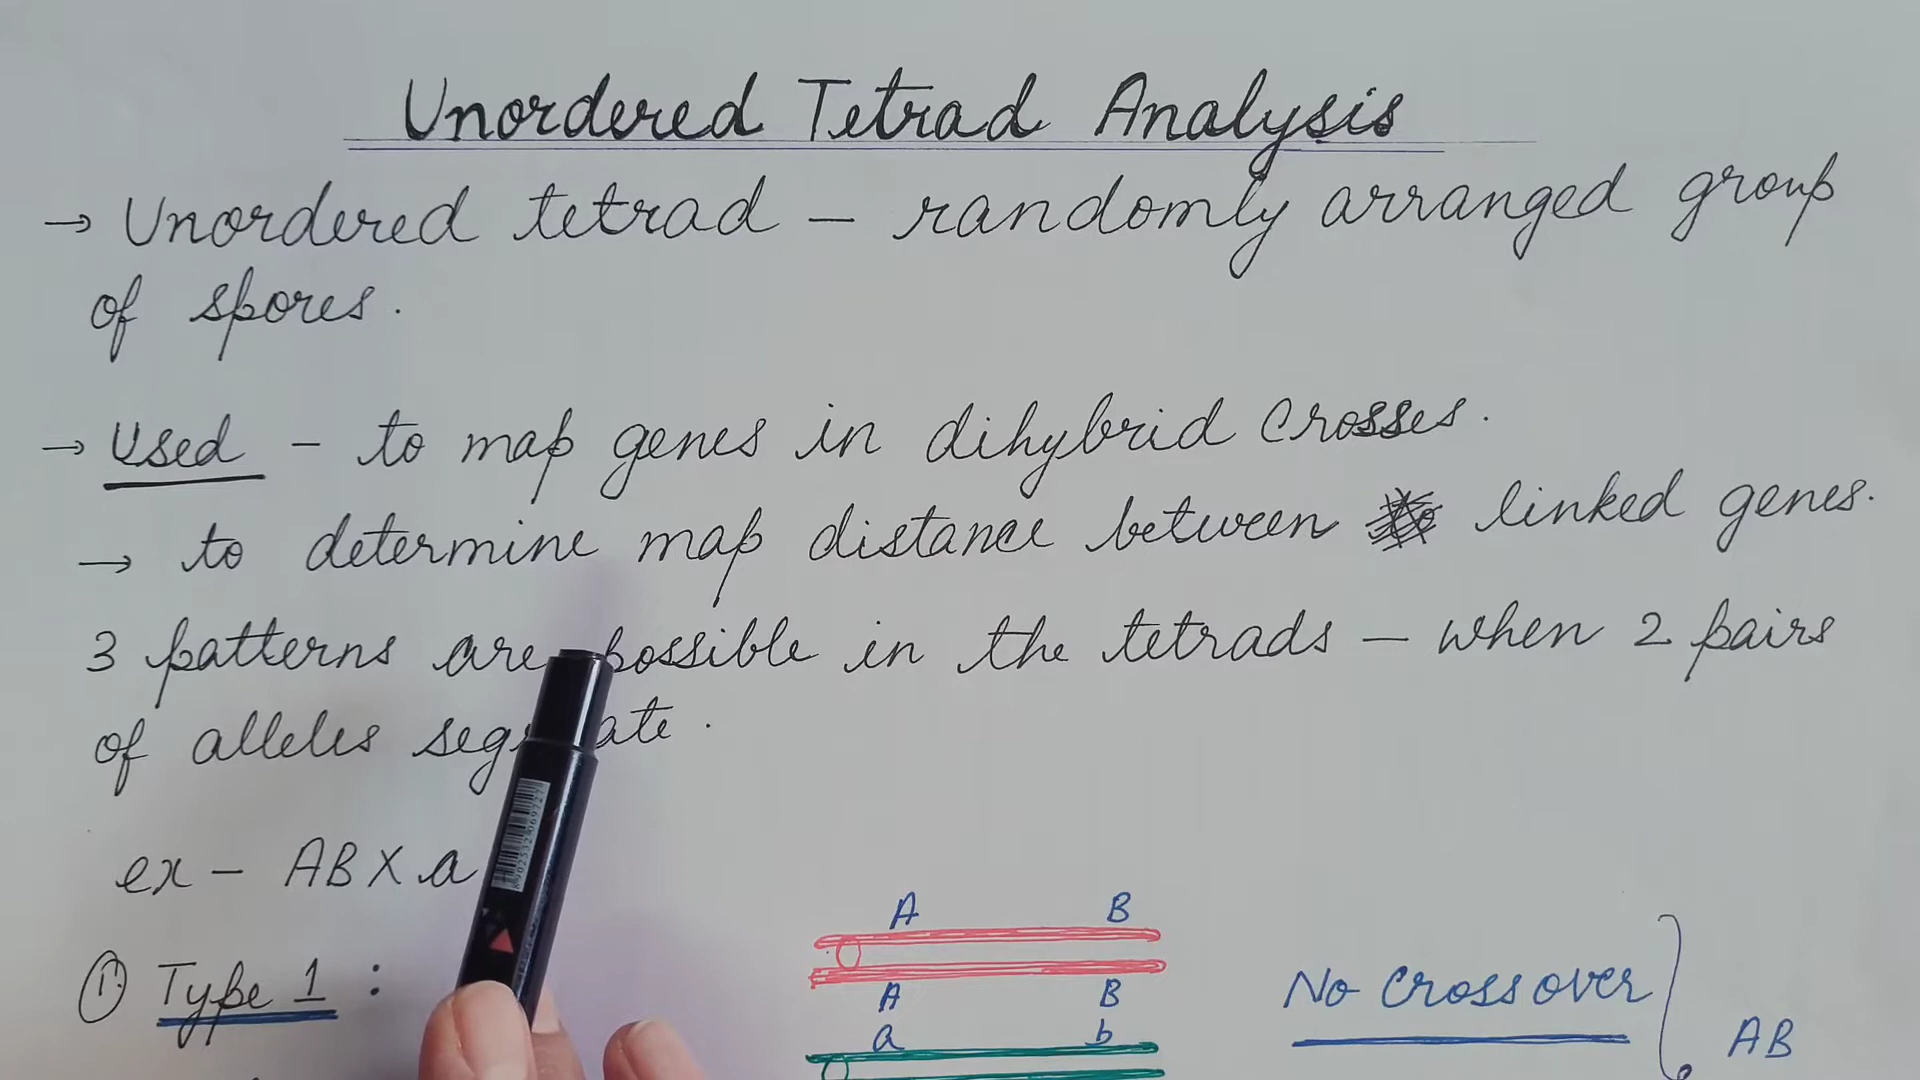 Unordered Tetrad Analysis
→ Unordered tetrad – randomly arranged group
of spores.
→ Used – to map genes in dihybrid crosses.
→ to determine map distance between linked genes.
3 patterns are possible in the tetrads – when 2 pairs
of alleles
ex – AB X a
A B
① Type 1 :
A B
No Crossover
a b
AB